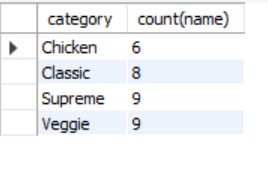 category count(name)
Chicken 6
Classic 8
Supreme 9
Veggie 9